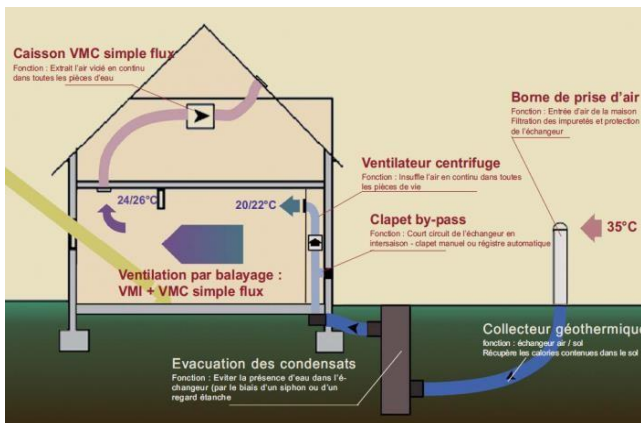 Caisson VMC simple flux
Fonction : Extrait l'air vicié en continu
dans toutes les pièces d'eau
Borne de prise d'air
Fonction : Entrée d'air de la maison
Filtration des impuretés et protection
de l'échangeur
Ventilateur centrifuge
Fonction : Insuffle l'air en continu dans toutes
les pièces de vie
24/26°C
20/22°C
Clapet by-pass
Fonction : Court circuit de l'échangeur en
intersaison - clapet manuel ou régistre automatique
35°C
Ventilation par balayage :
VMI + VMC simple flux
Collecteur géothermique
fonction : échangeur air / sol
Récupère les calories contenues dans le sol
Evacuation des condensats
Fonction : Eviter la présence d'eau dans l'é-
changeur (par le biais d'un siphon ou d'un
regard étanche